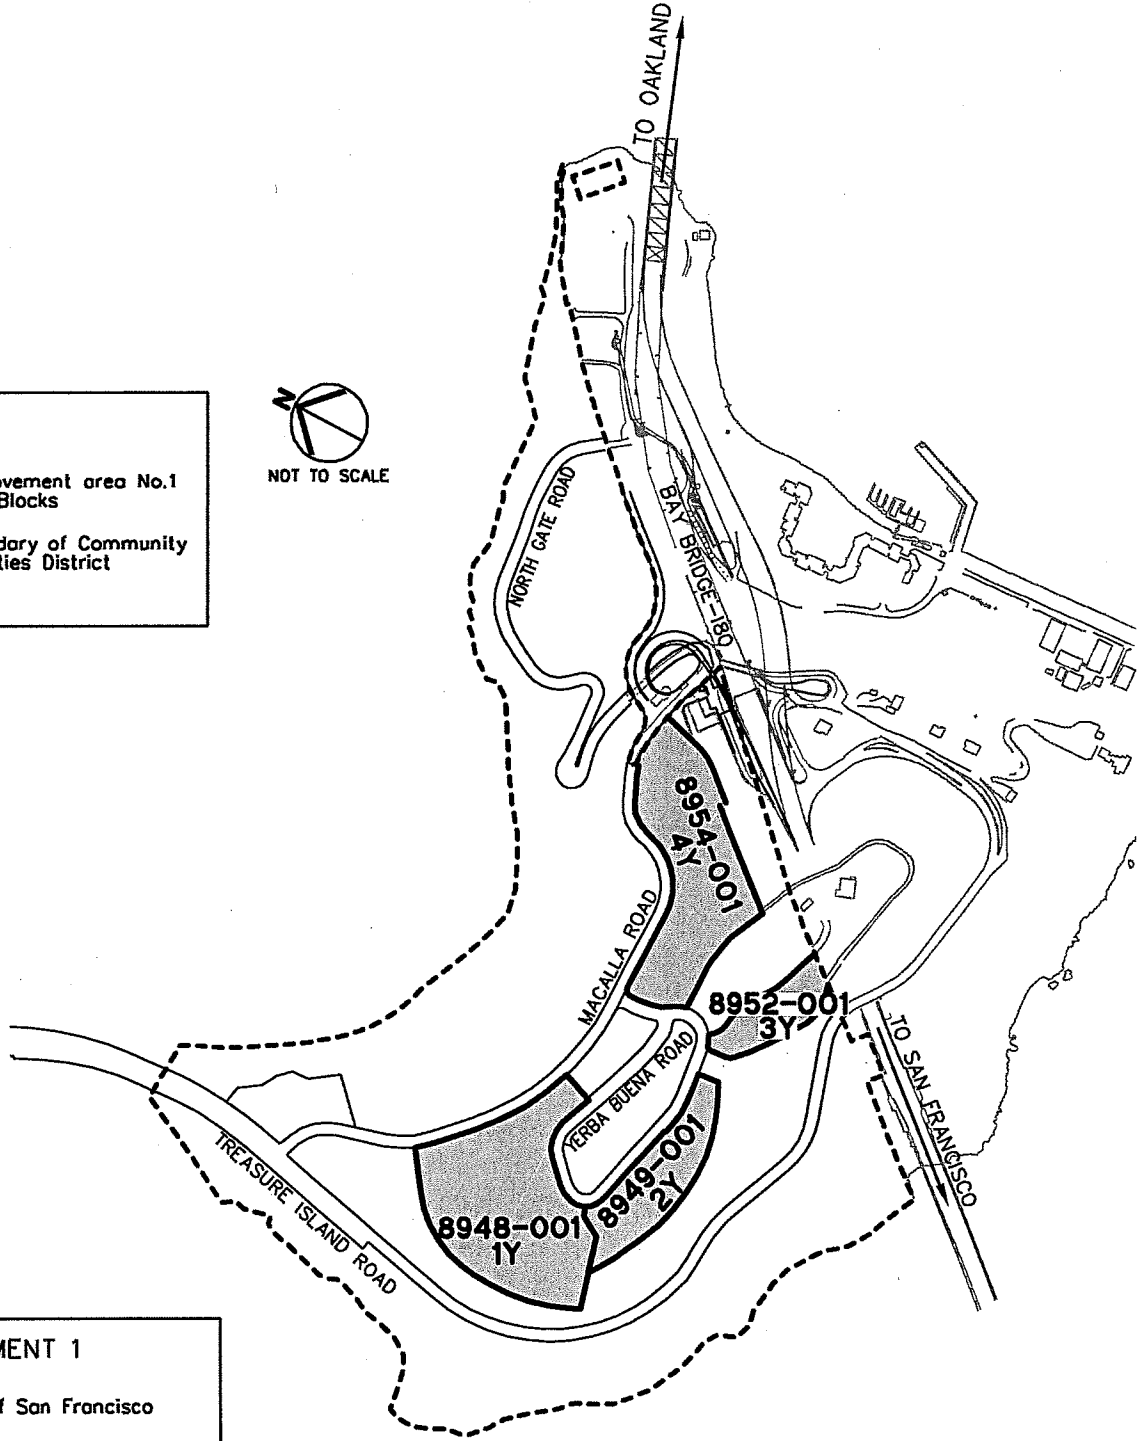 TO OAKLAND
N
NOT TO SCALE
ovement area No.1
Blocks
dary of Community
ties District
NORTH GATE ROAD
BAY BRIDGE-I80
8954-001
4Y
MACALLA ROAD
8952-001
3Y
YERBA BUENA ROAD
TO SAN FRANCISCO
TREASURE ISLAND ROAD
8949-001
2Y
8948-001
1Y
MENT 1
f San Francisco